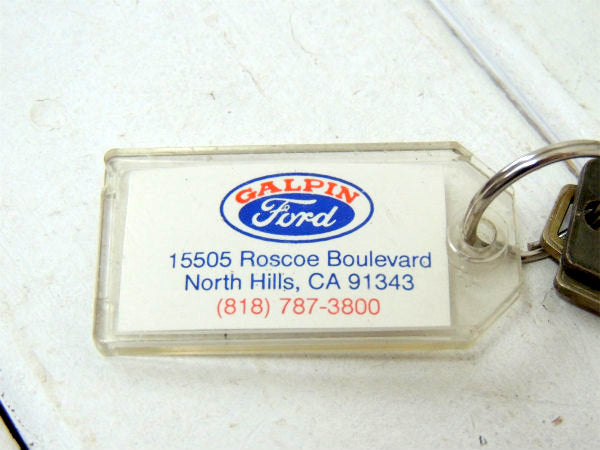 GALPIN
Ford
15505 Roscoe Boulevard
North Hills, CA 91343
(818) 787-3800